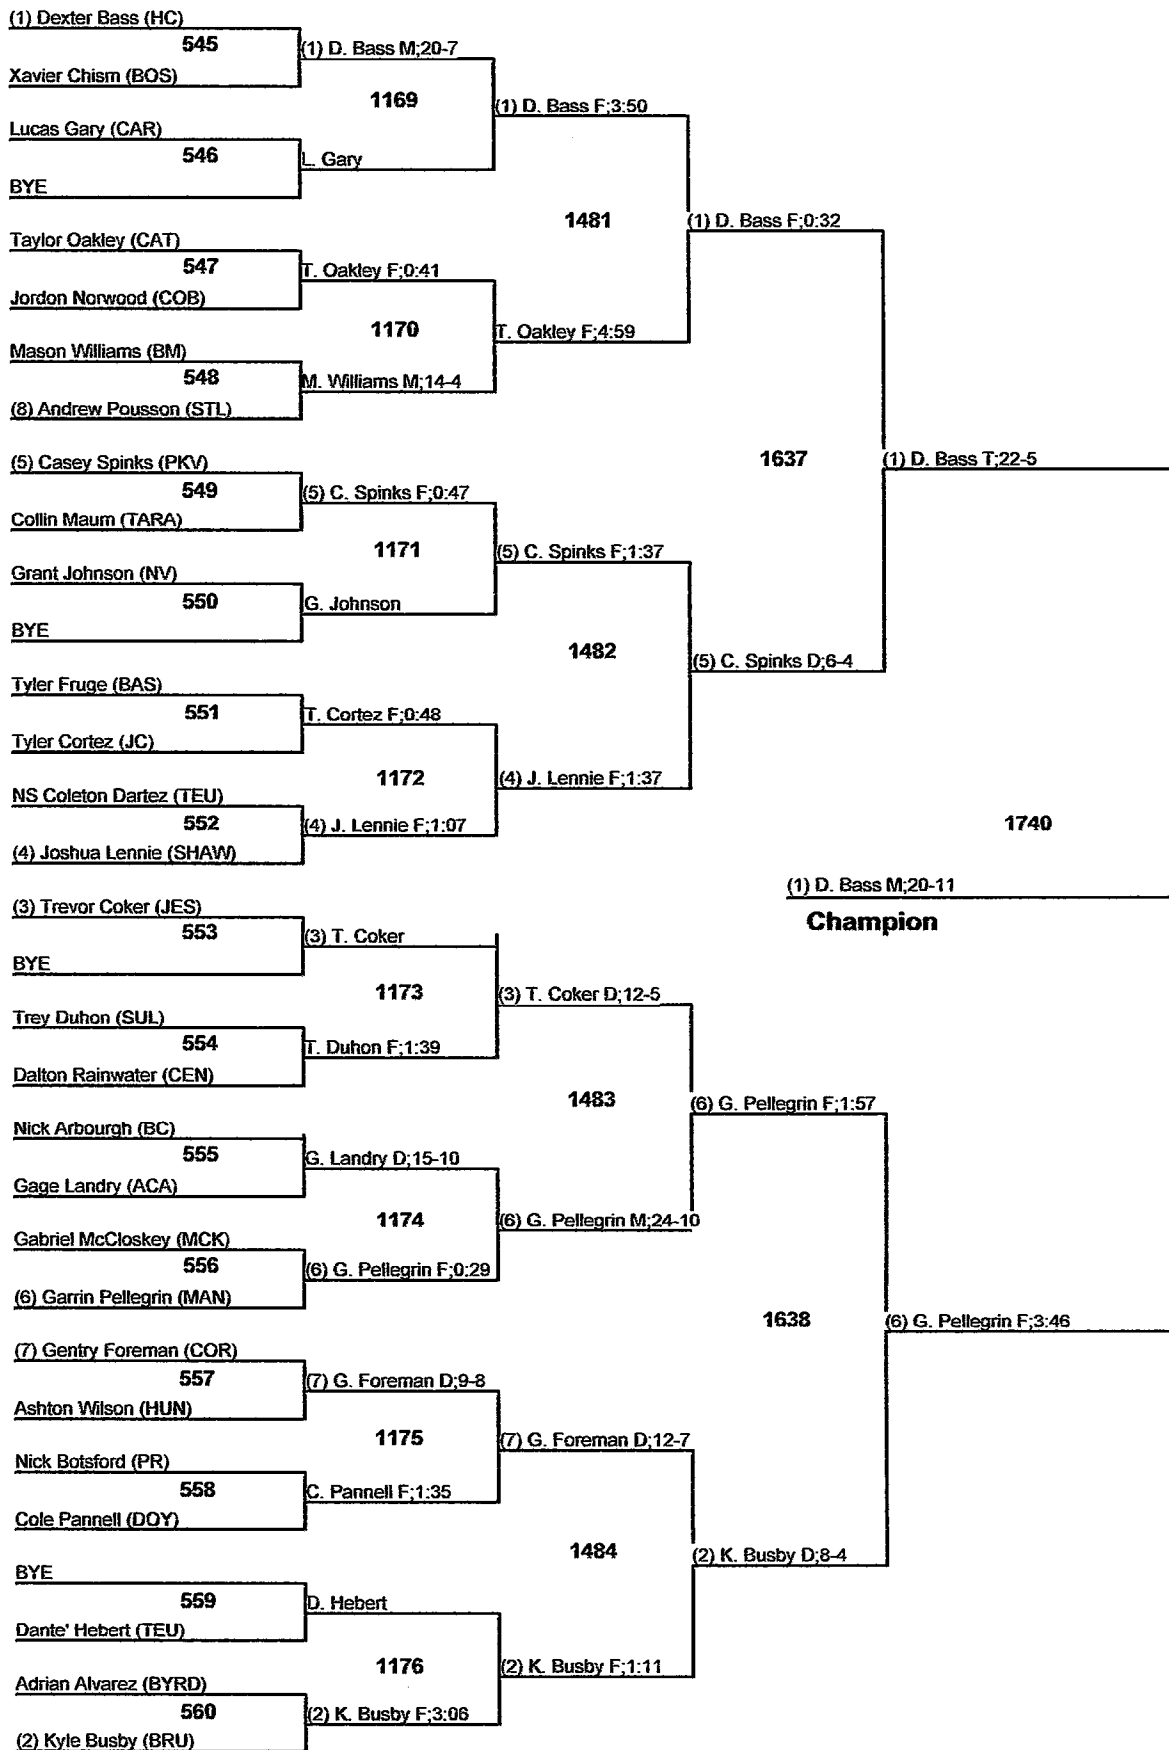 (1) Dexter Bass (HC)
545
(1) D. Bass M;20-7
Xavier Chism (BOS)
1169
(1) D. Bass F;3:50
Lucas Gary (CAR)
546
L. Gary
BYE
1481
(1) D. Bass F;0:32
Taylor Oakley (CAT)
547
T. Oakley F;0:41
Jordon Norwood (COB)
1170
T. Oakley F;4:59
Mason Williams (BM)
548
M. Williams M;14-4
(8) Andrew Pousson (STL)
1637
(1) D. Bass T;22-5
(5) Casey Spinks (PKV)
549
(5) C. Spinks F;0:47
Collin Maum (TARA)
1171
(5) C. Spinks F;1:37
Grant Johnson (NV)
550
G. Johnson
BYE
1482
(5) C. Spinks D;6-4
Tyler Fruge (BAS)
551
T. Cortez F;0:48
Tyler Cortez (JC)
1172
(4) J. Lennie F;1:37
NS Coleton Dartez (TEU)
552
(4) J. Lennie F;1:07
(4) Joshua Lennie (SHAW)
1740
(1) D. Bass M;20-11
Champion
(3) Trevor Coker (JES)
553
(3) T. Coker
BYE
1173
(3) T. Coker D;12-5
Trey Duhon (SUL)
554
T. Duhon F;1:39
Dalton Rainwater (CEN)
1483
(6) G. Pellegrin F;1:57
Nick Arbourgh (BC)
555
G. Landry D;15-10
Gage Landry (ACA)
1174
(6) G. Pellegrin M;24-10
Gabriel McCloskey (MCK)
556
(6) G. Pellegrin F;0:29
(6) Garrin Pellegrin (MAN)
1638
(6) G. Pellegrin F;3:46
(7) Gentry Foreman (COR)
557
(7) G. Foreman D;9-8
Ashton Wilson (HUN)
1175
(7) G. Foreman D;12-7
Nick Botsford (PR)
558
C. Pannell F;1:35
Cole Pannell (DOY)
1484
(2) K. Busby D;8-4
BYE
559
D. Hebert
Dante' Hebert (TEU)
1176
(2) K. Busby F;1:11
Adrian Alvarez (BYRD)
560
(2) K. Busby F;3:06
(2) Kyle Busby (BRU)